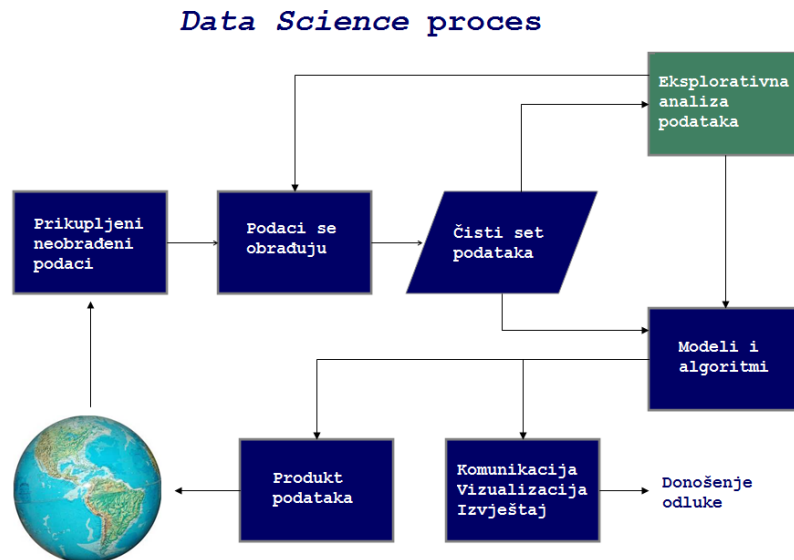 Data Science proces
Eksplorativna
analiza
podataka
Prikupljeni
neobrađeni
podaci
Podaci se
obrađuju
Čisti set
podataka
Modeli i
algoritmi
Produkt
podataka
Komunikacija
Vizualizacija
Izvještaj
Donošenje
odluke